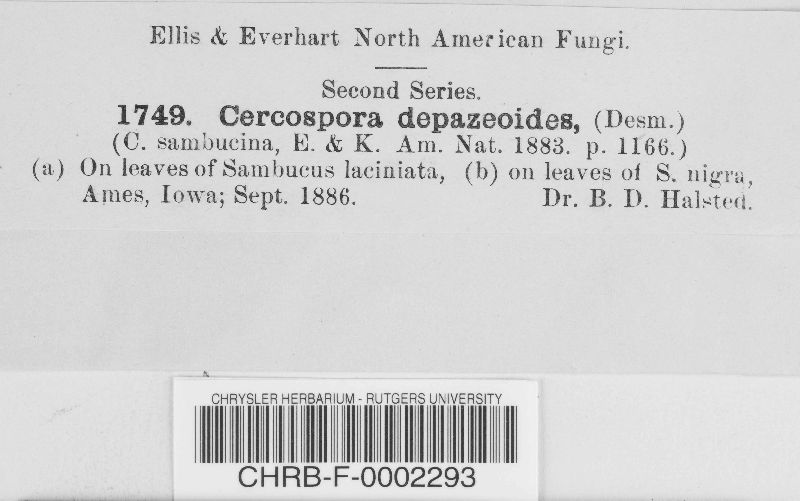 Ellis & Everhart North American Fungi.
Second Series.
1749. Cercospora depazeoides, (Desm.)
(C. sambucina, E. & K. Am. Nat. 1883. p. 1166.)
(a) On leaves of Sambucus laciniata, (b) on leaves of S. nigra,
Ames, Iowa; Sept. 1886. Dr. B. D. Halsted.
CHRYSLER HERBARIUM - RUTGERS UNIVERSITY
CHRB-F-0002293